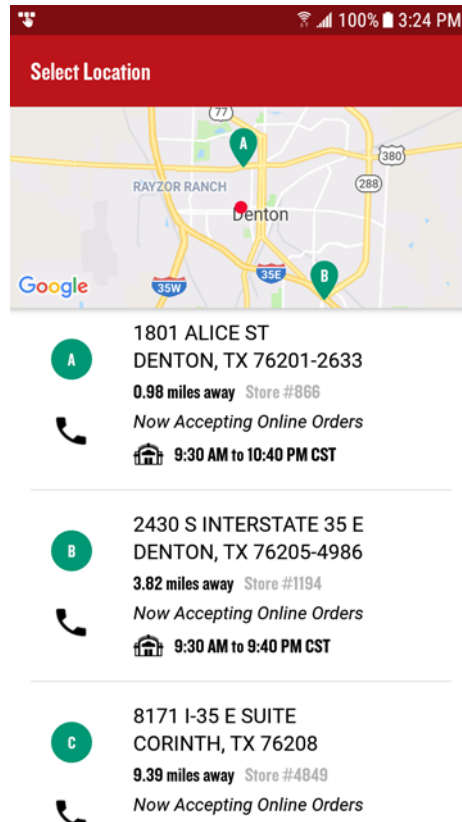 100% 3:24 PM
Select Location
77
A
380
RAYZOR RANCH
288
Denton
Google
35W
35E
B
A
1801 ALICE ST
DENTON, TX 76201-2633
0.98 miles away Store #866
Now Accepting Online Orders
9:30 AM to 10:40 PM CST
B
2430 S INTERSTATE 35 E
DENTON, TX 76205-4986
3.82 miles away Store #1194
Now Accepting Online Orders
9:30 AM to 9:40 PM CST
C
8171 I-35 E SUITE
CORINTH, TX 76208
9.39 miles away Store #4849
Now Accepting Online Orders